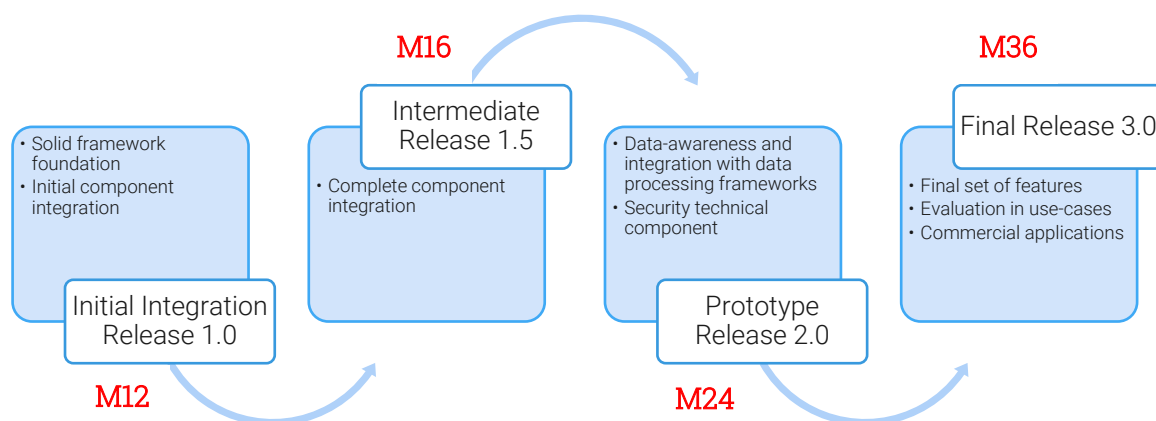 • Solid framework
foundation
• Initial component
integration
Initial Integration
Release 1.0
M12
M16
Intermediate
Release 1.5
• Complete component
integration
• Data-awareness and
integration with data
processing frameworks
• Security technical
component
Prototype
Release 2.0
M24
M36
Final Release 3.0
• Final set of features
• Evaluation in use-cases
• Commercial applications